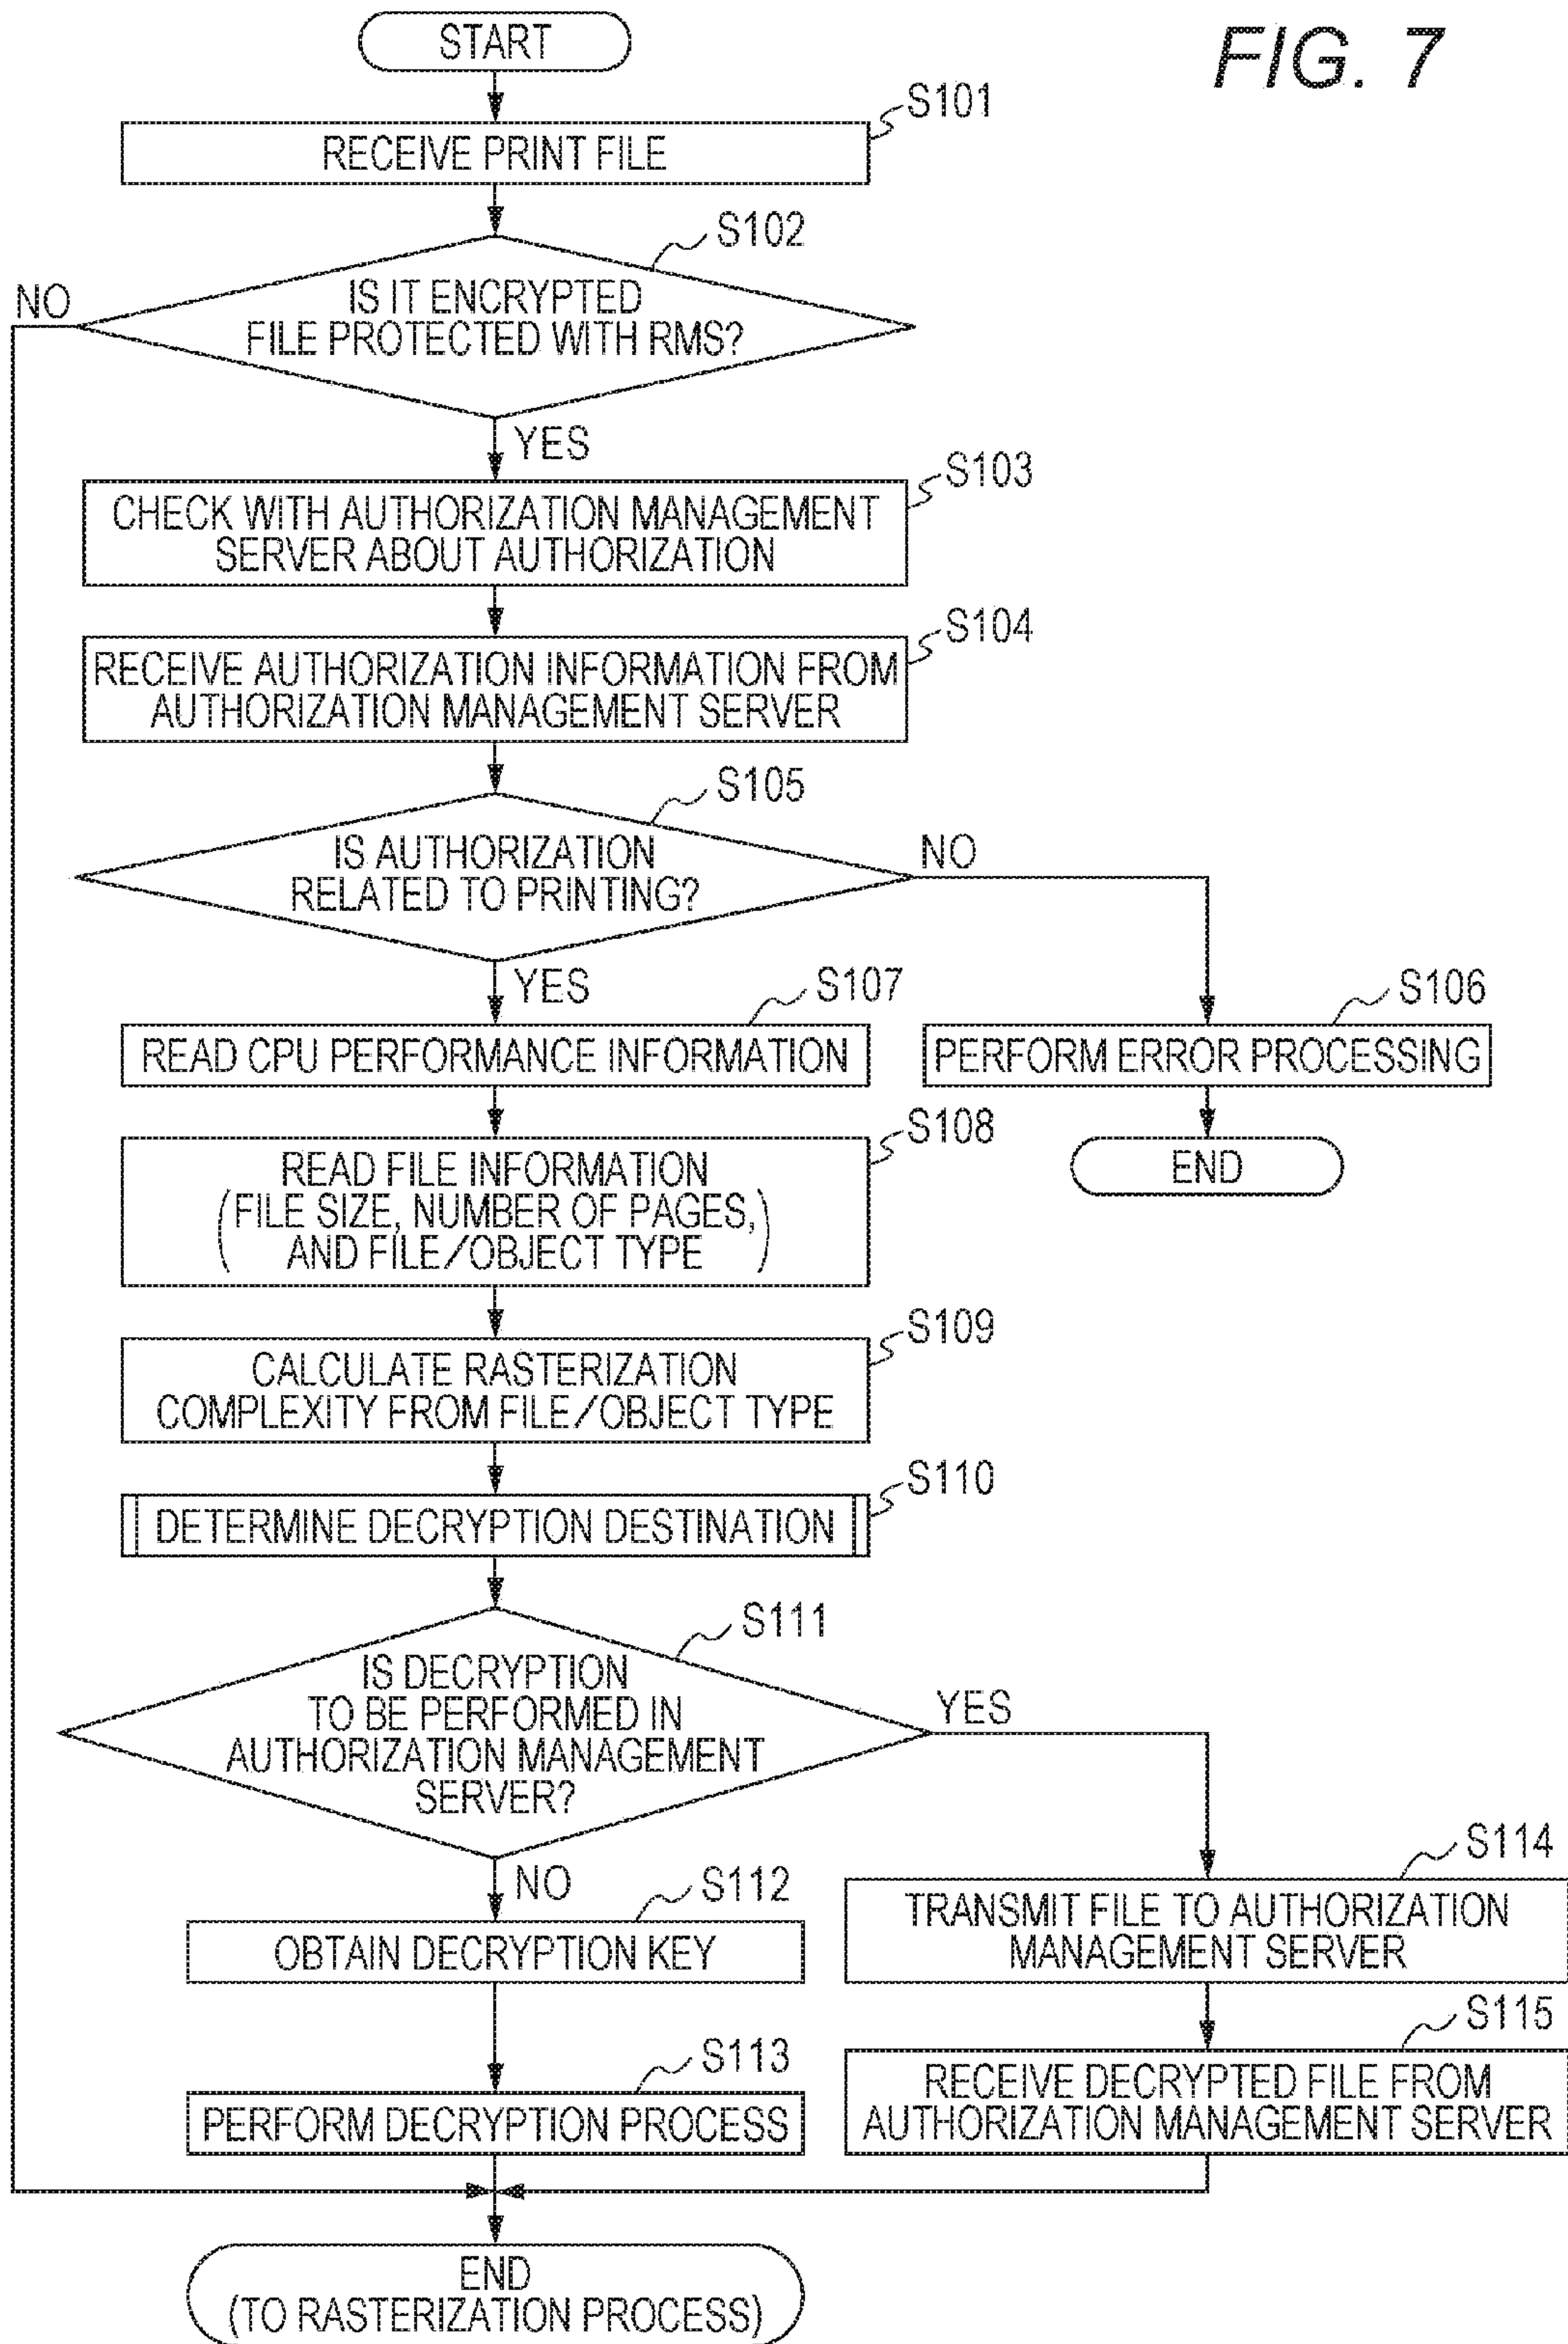 FIG. 7
START
S101
RECEIVE PRINT FILE
S102
IS IT ENCRYPTED
FILE PROTECTED WITH RMS?
NO
YES
S103
CHECK WITH AUTHORIZATION MANAGEMENT
SERVER ABOUT AUTHORIZATION
S104
RECEIVE AUTHORIZATION INFORMATION FROM
AUTHORIZATION MANAGEMENT SERVER
S105
IS AUTHORIZATION
RELATED TO PRINTING?
NO
YES
S107
READ CPU PERFORMANCE INFORMATION
S106
PERFORM ERROR PROCESSING
END
S108
READ FILE INFORMATION
(FILE SIZE, NUMBER OF PAGES,
AND FILE/OBJECT TYPE)
S109
CALCULATE RASTERIZATION
COMPLEXITY FROM FILE/OBJECT TYPE
S110
DETERMINE DECRYPTION DESTINATION
S111
IS DECRYPTION
TO BE PERFORMED IN
AUTHORIZATION MANAGEMENT
SERVER?
YES
NO
S112
OBTAIN DECRYPTION KEY
S113
PERFORM DECRYPTION PROCESS
S114
TRANSMIT FILE TO AUTHORIZATION
MANAGEMENT SERVER
S115
RECEIVE DECRYPTED FILE FROM
AUTHORIZATION MANAGEMENT SERVER
END
(TO RASTERIZATION PROCESS)